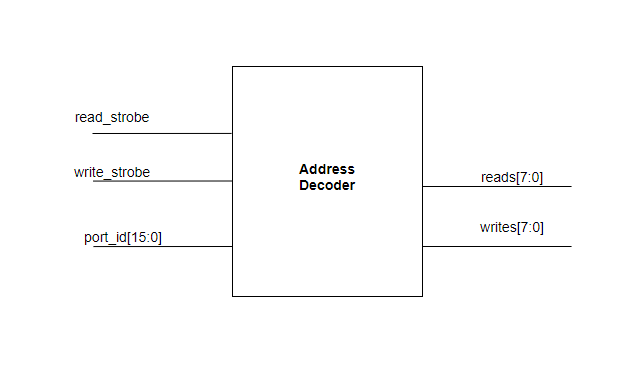 read_strobe
write_strobe
port_id[15:0]
Address
Decoder
reads[7:0]
writes[7:0]